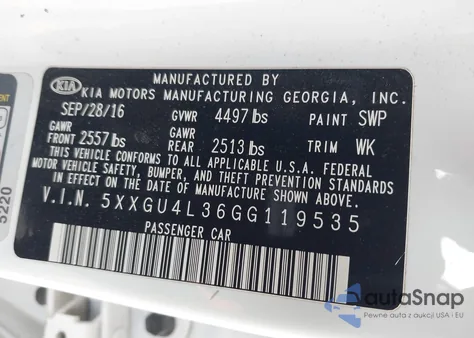 MANUFACTURED BY
KIA
KIA MOTORS MANUFACTURING GEORGIA, INC.
SEP/28/16 GVWR 4497 lbs PAINT SWP
GAWR GAWR
FRONT 2557 lbs REAR 2513 lbs TRIM WK
THIS VEHICLE CONFORMS TO ALL APPLICABLE U.S.A. FEDERAL
MOTOR VEHICLE SAFETY, BUMPER, AND THEFT PREVENTION STANDARDS
IN EFFECT ON THE DATE OF MANUFACTURE SHOWN ABOVE.
V.I.N. 5XXGU4L36GG119535
PASSENGER CAR
5220
autoSnap
Pewne auta z USA i EU